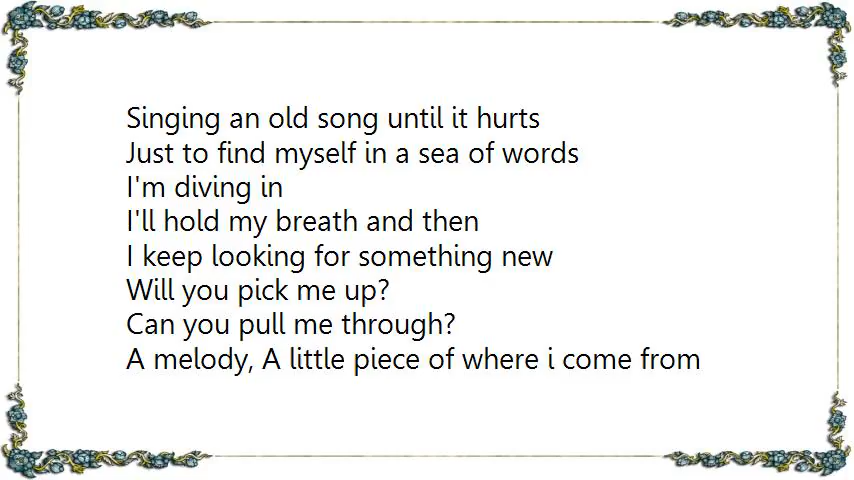 Singing an old song until it hurts
Just to find myself in a sea of words
I'm diving in
I'll hold my breath and then
I keep looking for something new
Will you pick me up?
Can you pull me through?
A melody, A little piece of where i come from